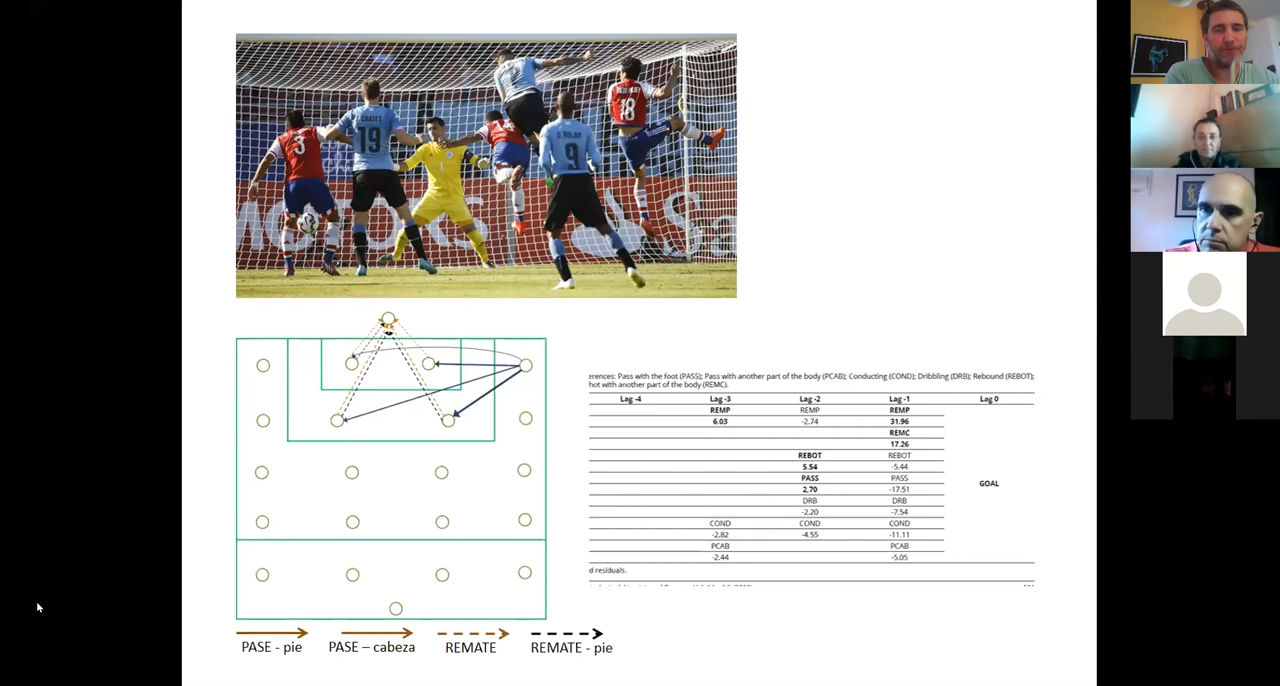 3
COATES
19
1
D. ROLAN
9
18
erences: Pass with the foot (PASS); Pass with another part of the body (PCAB); Conducting (COND); Dribbling (DRB); Rebound (REBOT);
hot with another part of the body (REMC).
Lag -4 Lag -3 Lag -2 Lag -1 Lag 0
REMP REMP REMP
6.03 -2.74 31.96
REMC
17.26
REBOT REBOT
5.54 -5.44
PASS PASS
GOAL
2,70 -17.51
DRB DRB
-2.20 -7.54
COND COND COND
-2.82 -4.55 -11.11
PCAB PCAB
-2.44 -5.05
d residuals.
PASE - pie PASE – cabeza REMATE REMATE - pie